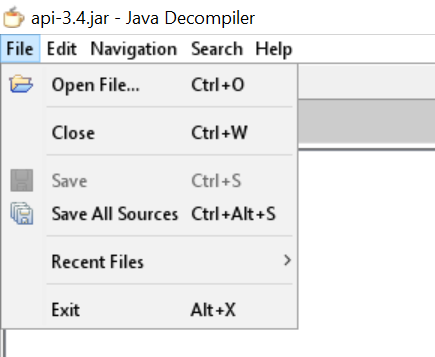 api-3.4.jar - Java Decompiler
File Edit Navigation Search Help
Open File... Ctrl+O
Close Ctrl+W
Save Ctrl+S
Save All Sources Ctrl+Alt+S
Recent Files
Exit Alt+X